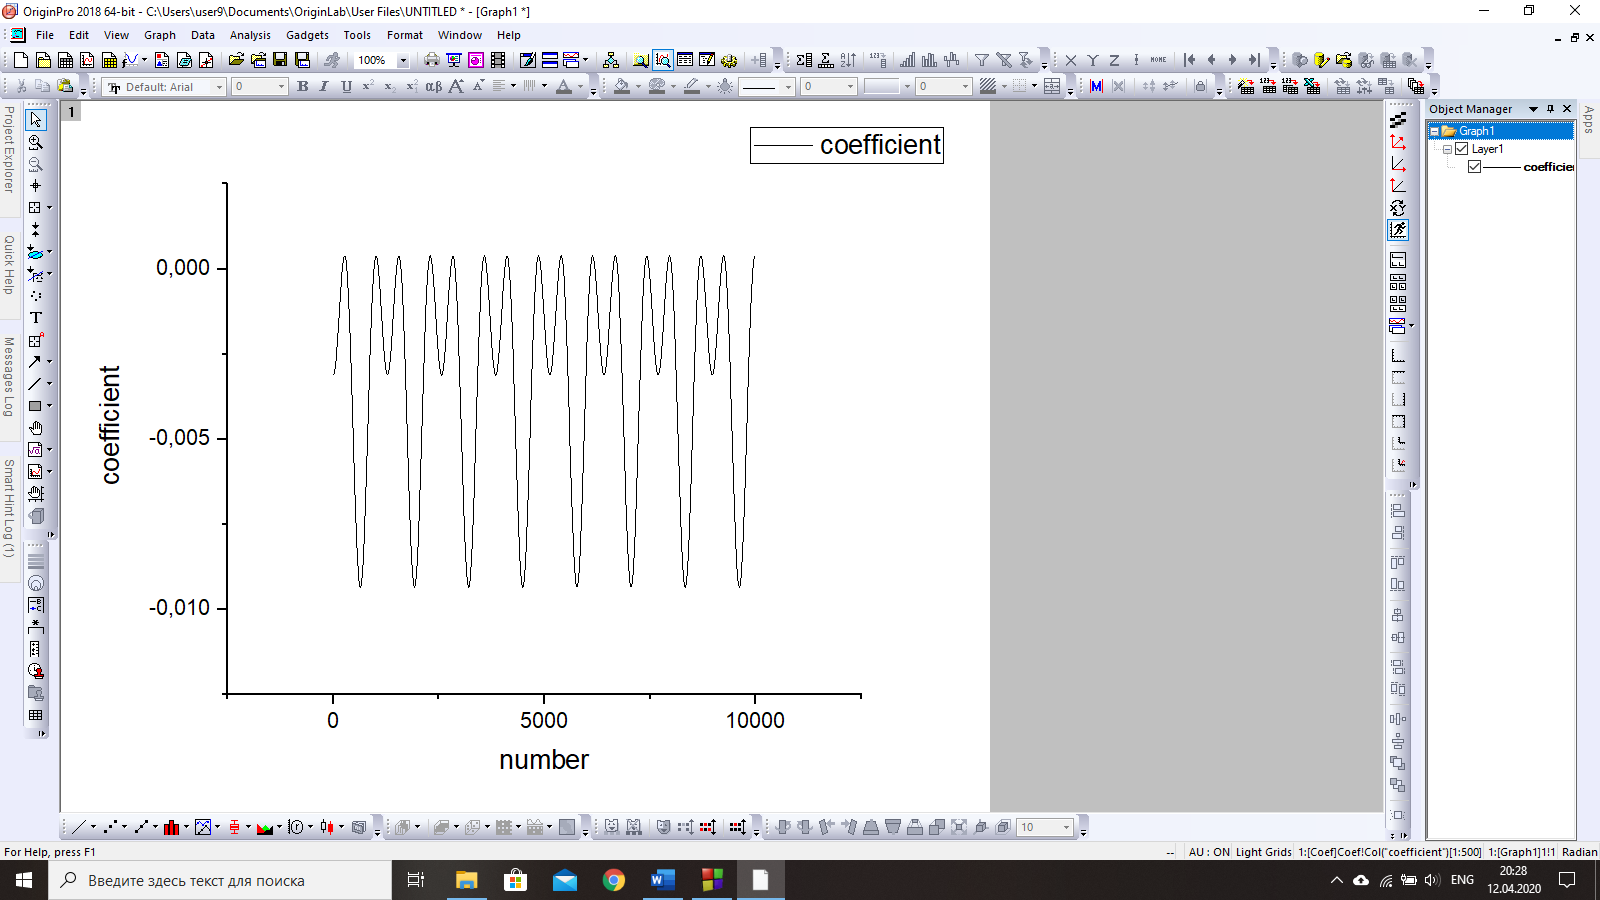 OriginPro 2018 64-bit - C:\Users\user9\Documents\OriginLab\User Files\UNTITLED * - [Graph1 *]
File Edit View Graph Data Analysis Gadgets Tools Format Window Help
100%
Default: Arial 0
0 0
Project Explorer
Quick Help
Messages Log
Smart Hint Log (1)
1
coefficient
0,000
-0,005
-0,010
coefficient
0 5000 10000
number
Object Manager
Graph1
Layer1
coefficie
Apps
10
For Help, press F1
-- AU : ON Light Grids 1:[Coef]Coef!Col("coefficient")[1:500] 1:[Graph1]1!1 Radian
Введите здесь текст для поиска
ENG
20:28
12.04.2020